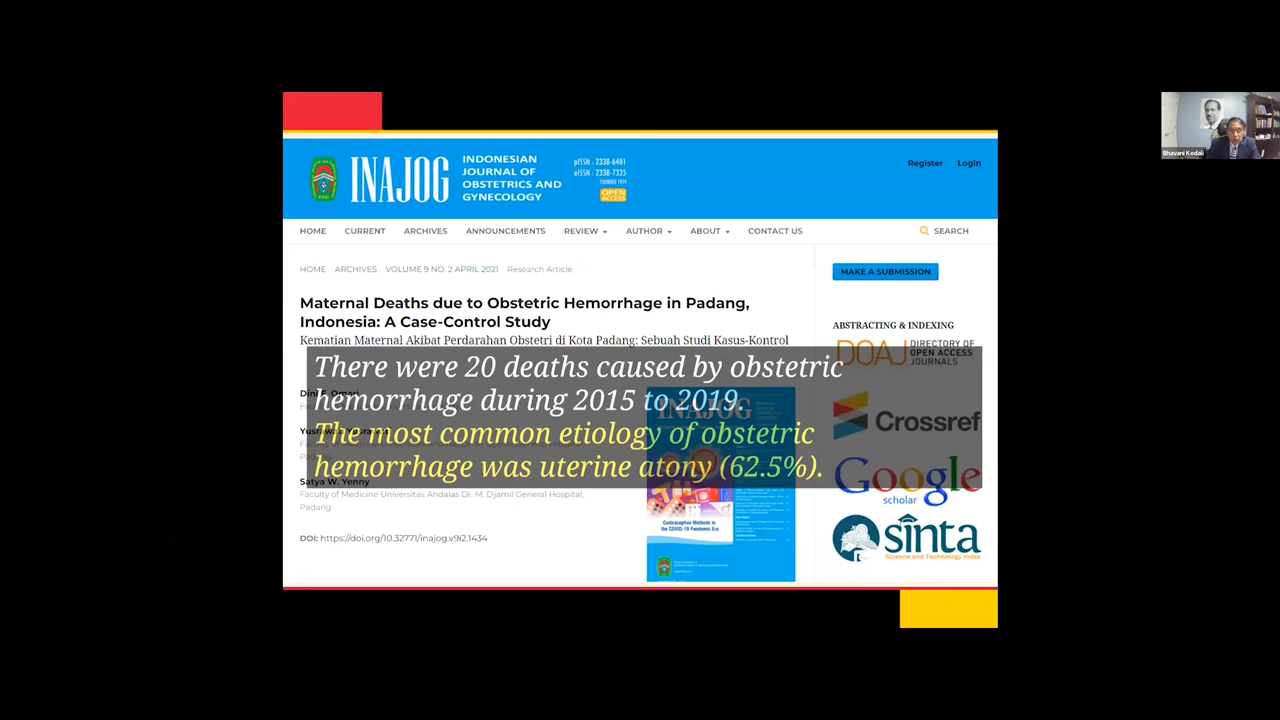 Bhavani Kodali
INAJOG
INDONESIAN
JOURNAL OF
OBSTETRICS AND
GYNECOLOGY
pISSN : 2338-6401
eISSN : 2338-7335
FOUNDED 1974
OPEN
ACCESS
Register Login
HOME CURRENT ARCHIVES ANNOUNCEMENTS REVIEW AUTHOR ABOUT CONTACT US SEARCH
HOME ARCHIVES VOLUME 9 NO. 2 APRIL 2021 Research Article
MAKE A SUBMISSION
Maternal Deaths due to Obstetric Hemorrhage in Padang,
Indonesia: A Case-Control Study
Kematian Maternal Akibat Perdarahan Obstetri di Kota Padang: Sebuah Studi Kasus-Kontrol
There were 20 deaths caused by obstetric
hemorrhage during 2015 to 2019.
The most common etiology of obstetric
hemorrhage was uterine atony (62.5%).
Satya W. Yenny
Faculty of Medicine Universitas Andalas Dr. M. Djamil General Hospital,
Padang
DOI: https://doi.org/10.32771/inajog.v9i2.1434
INAJOG
Contraceptive Methods in
the COVID-19 Pandemic Era
ABSTRACTING & INDEXING
DOAJ DIRECTORY OF
OPEN ACCESS
JOURNALS
Crossref
Google
scholar
sinta
Science and Technology Index